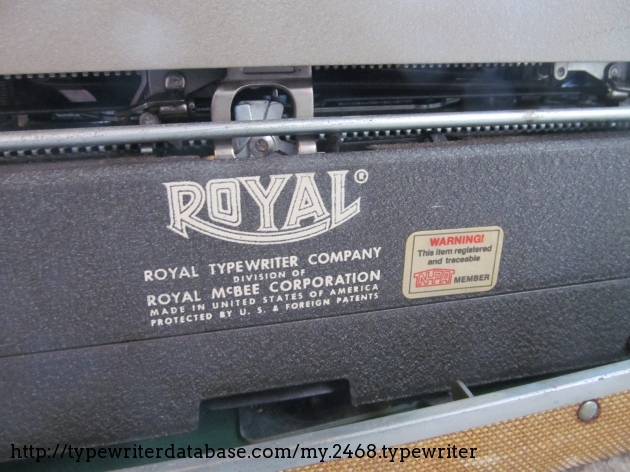 ROYAL®
ROYAL TYPEWRITER COMPANY
DIVISION OF
ROYAL McBEE CORPORATION
MADE IN UNITED STATES OF AMERICA
PROTECTED BY U. S. & FOREIGN PATENTS
WARNING!
This item registered
and traceable
MEMBER
http://typewriterdatabase.com/my.2468.typewriter